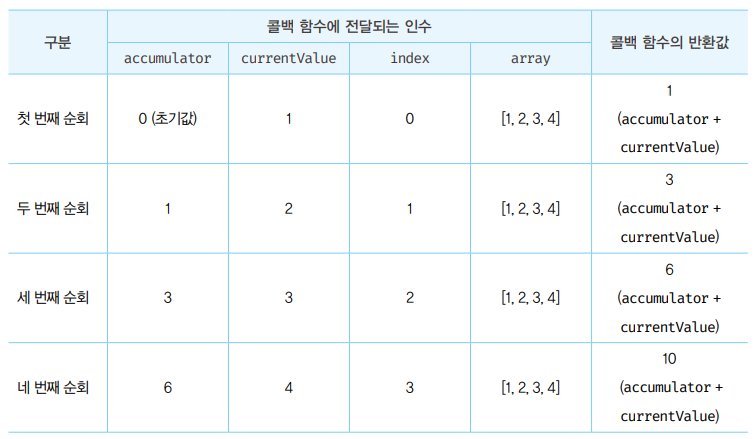 구분
콜백 함수에 전달되는 인수
콜백 함수의 반환값
accumulator currentValue index array
첫 번째 순회 0 (초기값) 1 0 [1, 2, 3, 4] 1
(accumulator +
currentValue)
두 번째 순회 1 2 1 [1, 2, 3, 4] 3
(accumulator +
currentValue)
세 번째 순회 3 3 2 [1, 2, 3, 4] 6
(accumulator +
currentValue)
네 번째 순회 6 4 3 [1, 2, 3, 4] 10
(accumulator +
currentValue)